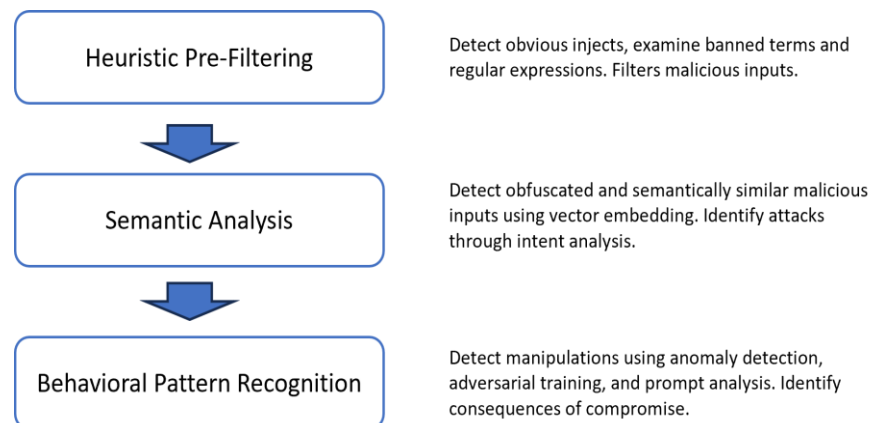 Heuristic Pre-Filtering
Detect obvious injects, examine banned terms and
regular expressions. Filters malicious inputs.
Semantic Analysis
Detect obfuscated and semantically similar malicious
inputs using vector embedding. Identify attacks
through intent analysis.
Behavioral Pattern Recognition
Detect manipulations using anomaly detection,
adversarial training, and prompt analysis. Identify
consequences of compromise.